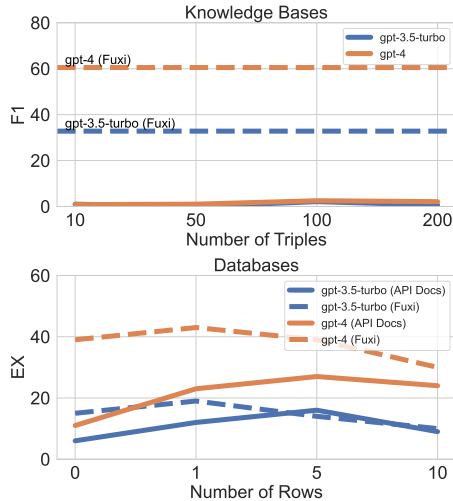 Knowledge Bases
80
60
40
20
0
F1
gpt-4 (Fuxi)
gpt-3.5-turbo (Fuxi)
gpt-3.5-turbo
gpt-4
10 50 100 200
Number of Triples
Databases
60
40
20
0
EX
gpt-3.5-turbo (API Docs)
gpt-3.5-turbo (Fuxi)
gpt-4 (API Docs)
gpt-4 (Fuxi)
0 1 5 10
Number of Rows